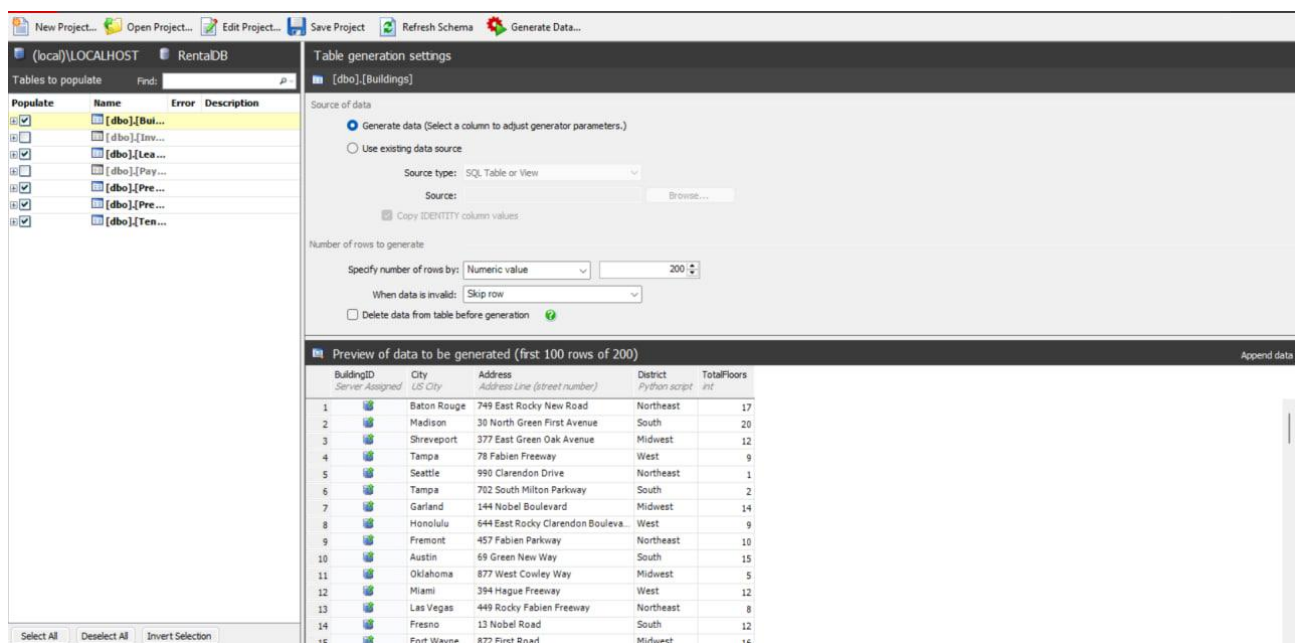 New Project... Open Project... Edit Project... Save Project Refresh Schema Generate Data...
(local)\LOCALHOST RentalDB
Tables to populate Find:
Populate Name Error Description
[dbo].[Bui...
[dbo].[Inv...
[dbo].[Lea...
[dbo].[Pay...
[dbo].[Pre...
[dbo].[Pre...
[dbo].[Ten...
Select All Deselect All Invert Selection
Table generation settings
[dbo].[Buildings]
Source of data
Generate data (Select a column to adjust generator parameters.)
Use existing data source
Source type: SQL Table or View
Source: Browse...
Copy IDENTITY column values
Number of rows to generate
Specify number of rows by: Numeric value 200
When data is invalid: Skip row
Delete data from table before generation
Preview of data to be generated (first 100 rows of 200) Append data
BuildingID City Address District TotalFloors
Server Assigned US City Address Line (street number) Python script int
1 Baton Rouge 749 East Rocky New Road Northeast 17
2 Madison 30 North Green First Avenue South 20
3 Shreveport 377 East Green Oak Avenue Midwest 12
4 Tampa 78 Fabien Freeway West 9
5 Seattle 990 Clarendon Drive Northeast 1
6 Tampa 702 South Milton Parkway South 2
7 Garland 144 Nobel Boulevard Midwest 14
8 Honolulu 644 East Rocky Clarendon Bouleva... West 9
9 Fremont 457 Fabien Parkway Northeast 10
10 Austin 69 Green New Way South 15
11 Oklahoma 877 West Cowley Way Midwest 5
12 Miami 394 Hague Freeway West 12
13 Las Vegas 449 Rocky Fabien Freeway Northeast 8
14 Fresno 13 Nobel Road South 12
15 Fort Wayne 872 First Road Midwest 16